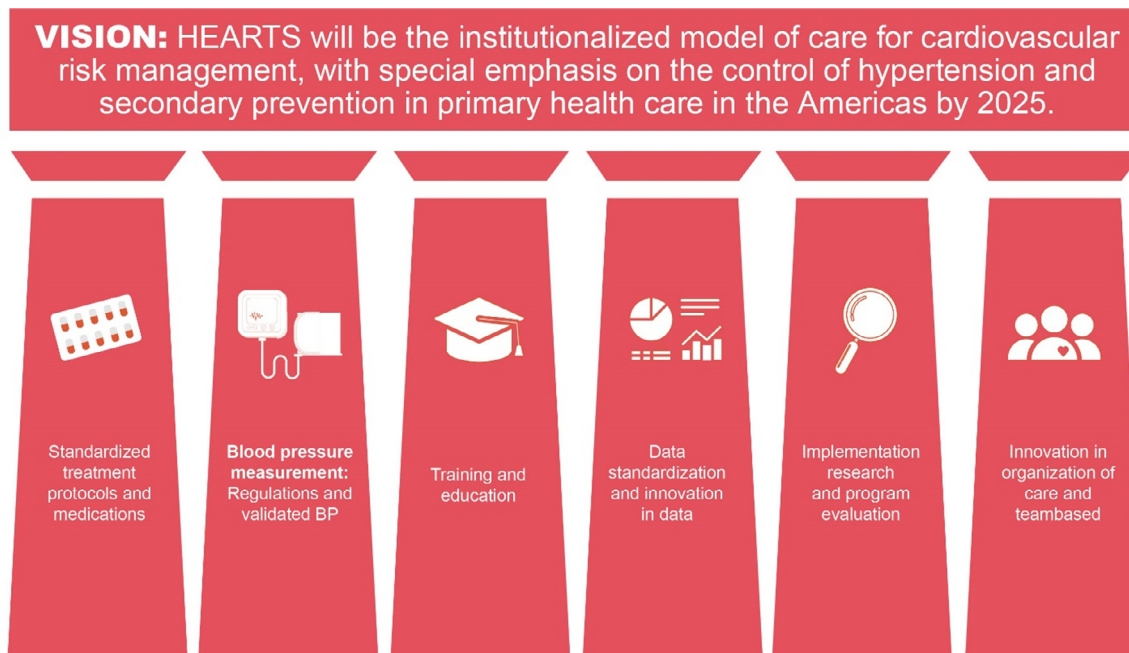 VISION: HEARTS will be the institutionalized model of care for cardiovascular
risk management, with special emphasis on the control of hypertension and
secondary prevention in primary health care in the Americas by 2025.
Standardized
treatment
protocols and
medications
Blood pressure
measurement:
Regulations and
validated BP
Training and
education
Data
standardization
and innovation
in data
Implementation
research
and program
evaluation
Innovation in
organization of
care and
teambased